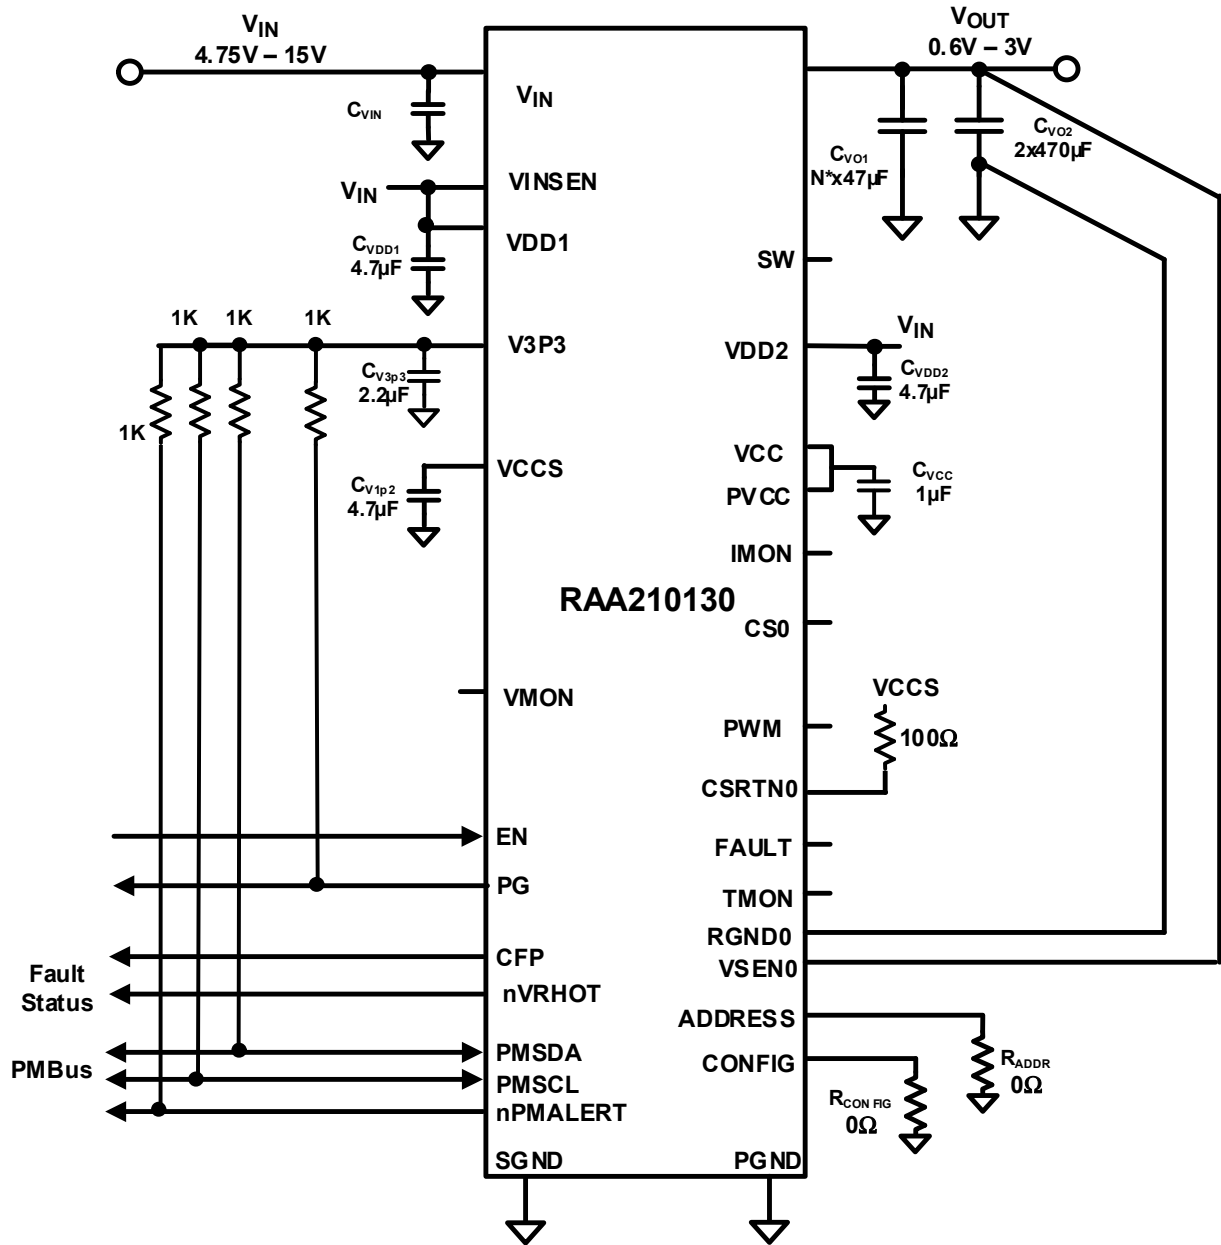 V_IN
4.75V – 15V
V_OUT
0.6V – 3V
V_IN
C_VIN
C_VO1
N*x47µF
C_VO2
2x470µF
V_IN
VINSEN
VDD1
C_VDD1
4.7µF
SW
1K
1K
1K
1K
V3P3
C_V3p3
2.2µF
VDD2
V_IN
C_VDD2
4.7µF
VCCS
C_V1p2
4.7µF
VCC
PVCC
C_VCC
1µF
IMON
RAA210130
CS0
VMON
VCCS
100Ω
PWM
CSRTN0
EN
FAULT
PG
TMON
RGND0
VSEN0
CFP
nVRHOT
Fault
Status
ADDRESS
R_ADDR
0Ω
CONFIG
R_CONFIG
0Ω
PMBus
PMSDA
PMSCL
nPMALERT
SGND
PGND